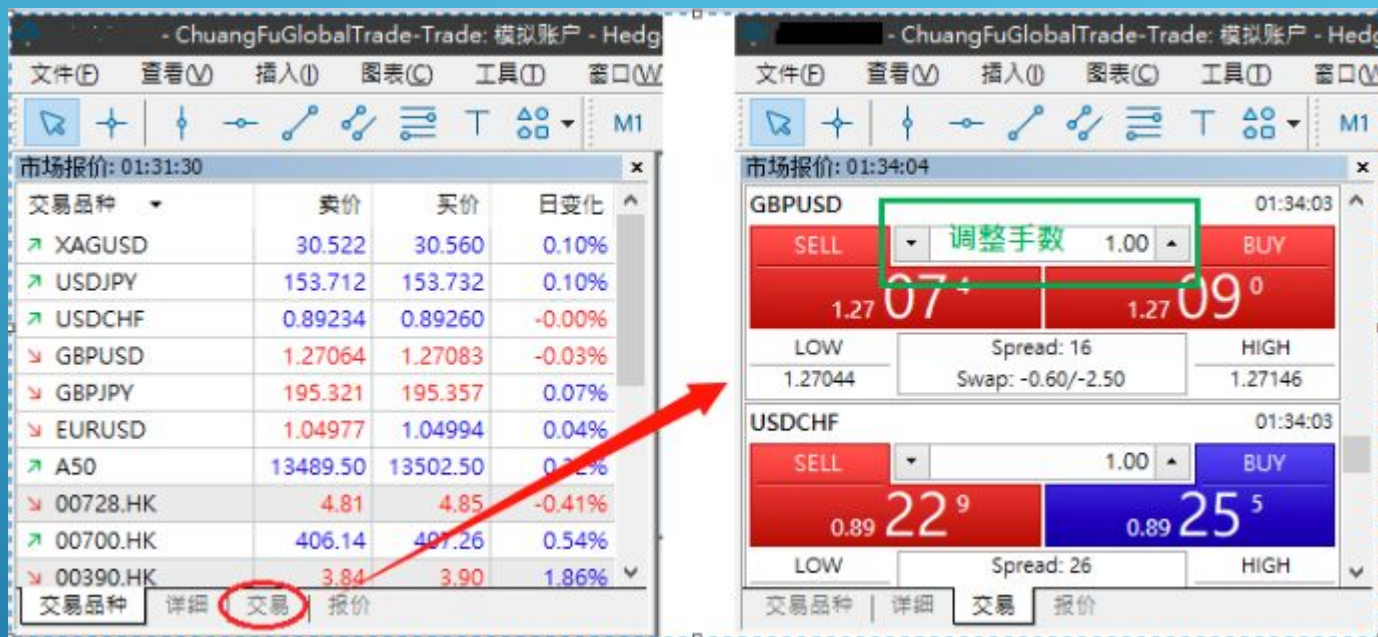 - ChuangFuGlobalTrade-Trade: 模拟账户 - Hedg
文件(F) 查看(V) 插入(I) 图表(C) 工具(T) 窗口(W
M1
市场报价: 01:31:30
交易品种 卖价 买价 日变化
XAGUSD 30.522 30.560 0.10%
USDJPY 153.712 153.732 0.10%
USDCHF 0.89234 0.89260 -0.00%
GBPUSD 1.27064 1.27083 -0.03%
GBPJPY 195.321 195.357 0.07%
EURUSD 1.04977 1.04994 0.04%
A50 13489.50 13502.50
00728.HK 4.81 4.85 -0.41%
00700.HK 406.14 407.26 0.54%
00390.HK 3.84 3.90 1.86%
交易品种 详细 交易 报价
- ChuangFuGlobalTrade-Trade: 模拟账户 - Hedg
文件(F) 查看(V) 插入(I) 图表(C) 工具(T) 窗口(W
M1
市场报价: 01:34:04
GBPUSD 01:34:03
SELL 调整手数 1.00 BUY
1.27 07 4 1.27 09 0
LOW Spread: 16 HIGH
1.27044 Swap: -0.60/-2.50 1.27146
USDCHF 01:34:03
SELL 1.00 BUY
0.89 22 9 0.89 25 5
LOW Spread: 26 HIGH
交易品种 详细 交易 报价